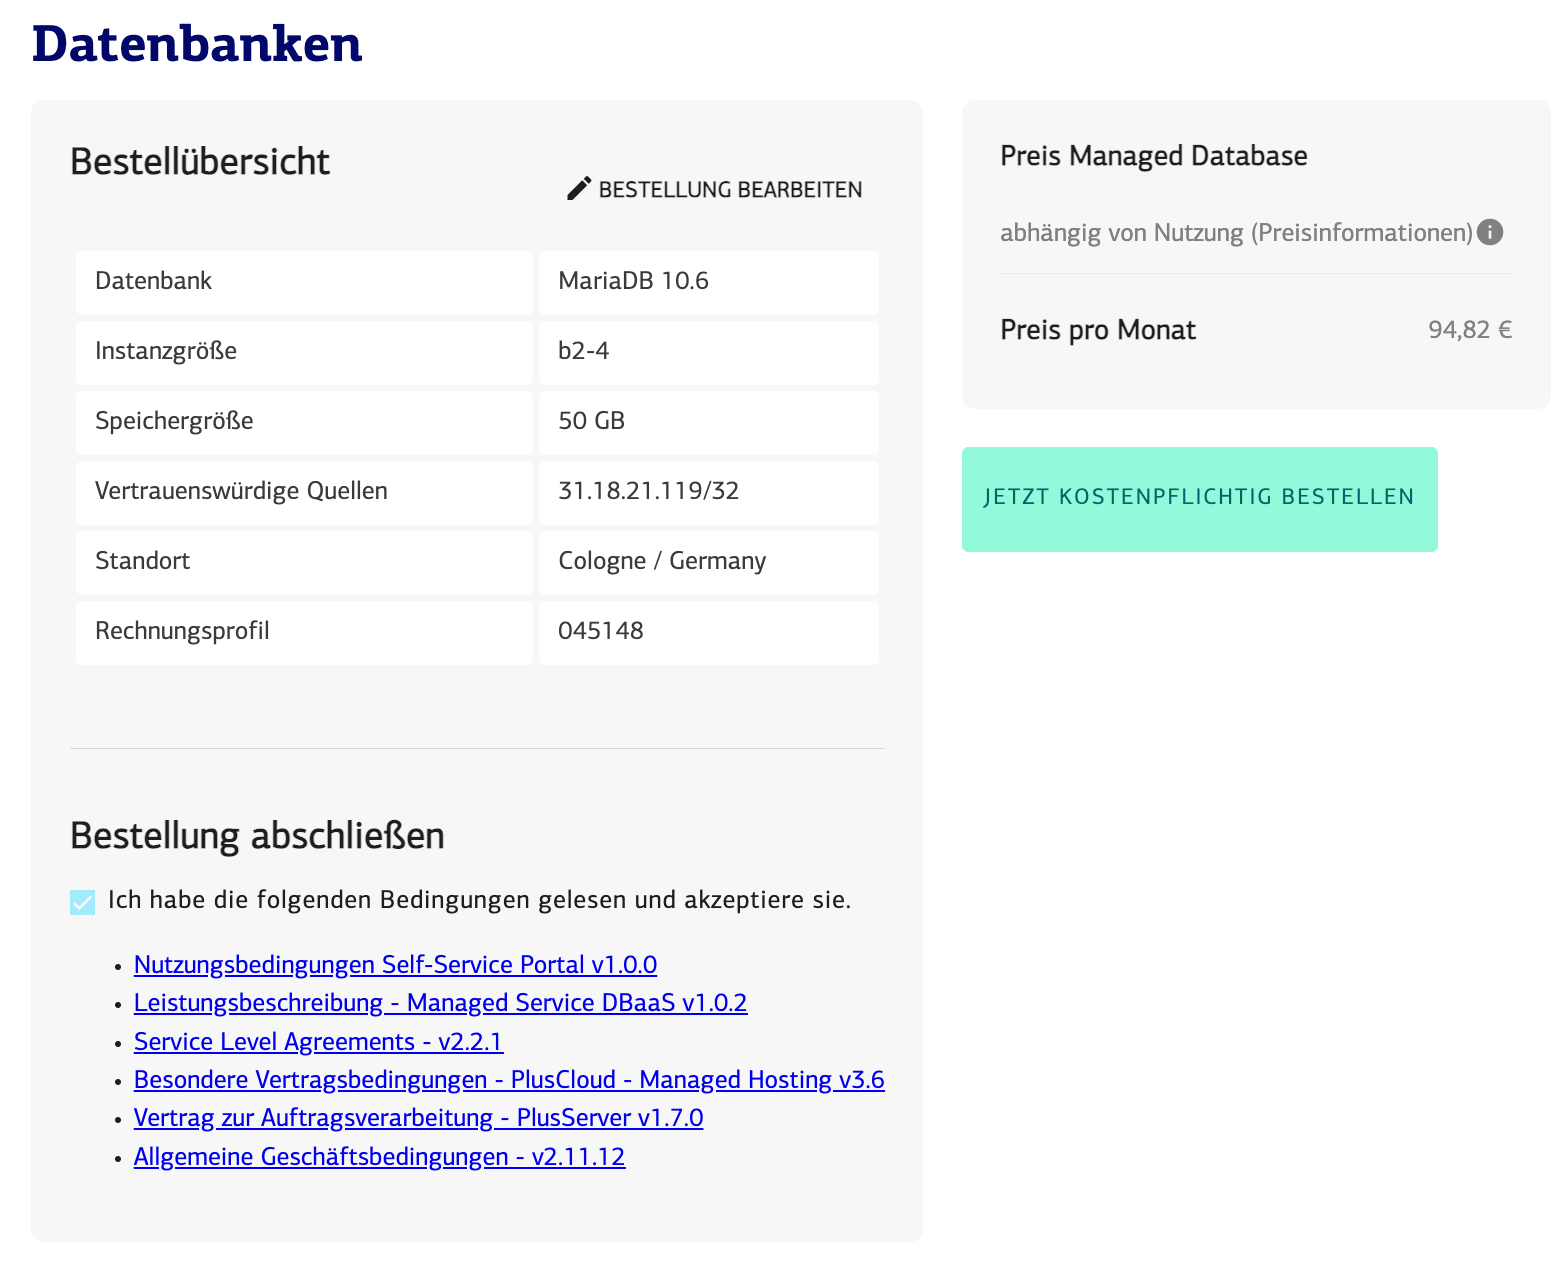 Datenbanken
Bestellübersicht
BESTELLUNG BEARBEITEN
Datenbank MariaDB 10.6
Instanzgröße b2-4
Speichergröße 50 GB
Vertrauenswürdige Quellen 31.18.21.119/32
Standort Cologne / Germany
Rechnungsprofil 045148
Bestellung abschließen
Ich habe die folgenden Bedingungen gelesen und akzeptiere sie.
Nutzungsbedingungen Self-Service Portal v1.0.0
Leistungsbeschreibung - Managed Service DBaaS v1.0.2
Service Level Agreements - v2.2.1
Besondere Vertragsbedingungen - PlusCloud - Managed Hosting v3.6
Vertrag zur Auftragsverarbeitung - PlusServer v1.7.0
Allgemeine Geschäftsbedingungen - v2.11.12
Preis Managed Database
abhängig von Nutzung (Preisinformationen)
Preis pro Monat 94,82 €
JETZT KOSTENPFLICHTIG BESTELLEN